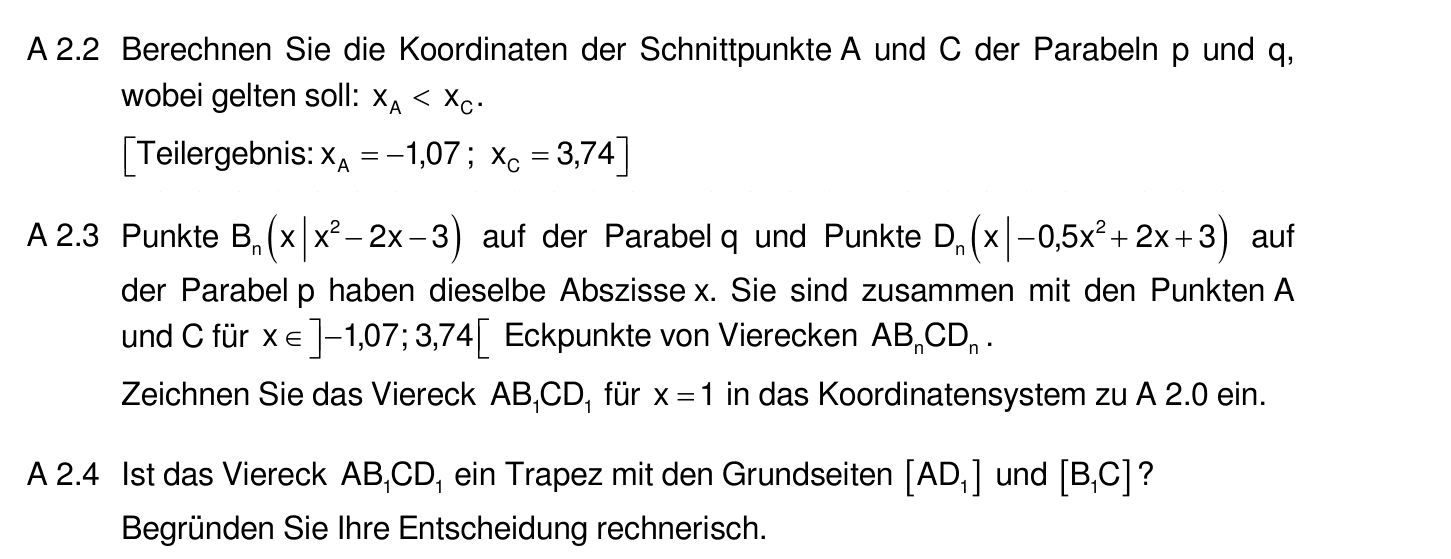 A 2.2 Berechnen Sie die Koordinaten der Schnittpunkte A und C der Parabeln p und q,
wobei gelten soll: x_A < x_C.
[Teilergebnis: x_A = −1,07 ; x_C = 3,74]
A 2.3 Punkte B_n(x | x² − 2x − 3) auf der Parabel q und Punkte D_n(x | −0,5x² + 2x + 3) auf
der Parabel p haben dieselbe Abszisse x. Sie sind zusammen mit den Punkten A
und C für x ∈ ]−1,07; 3,74[ Eckpunkte von Vierecken AB_nCD_n.
Zeichnen Sie das Viereck AB₁CD₁ für x = 1 in das Koordinatensystem zu A 2.0 ein.
A 2.4 Ist das Viereck AB₁CD₁ ein Trapez mit den Grundseiten [AD₁] und [B₁C]?
Begründen Sie Ihre Entscheidung rechnerisch.